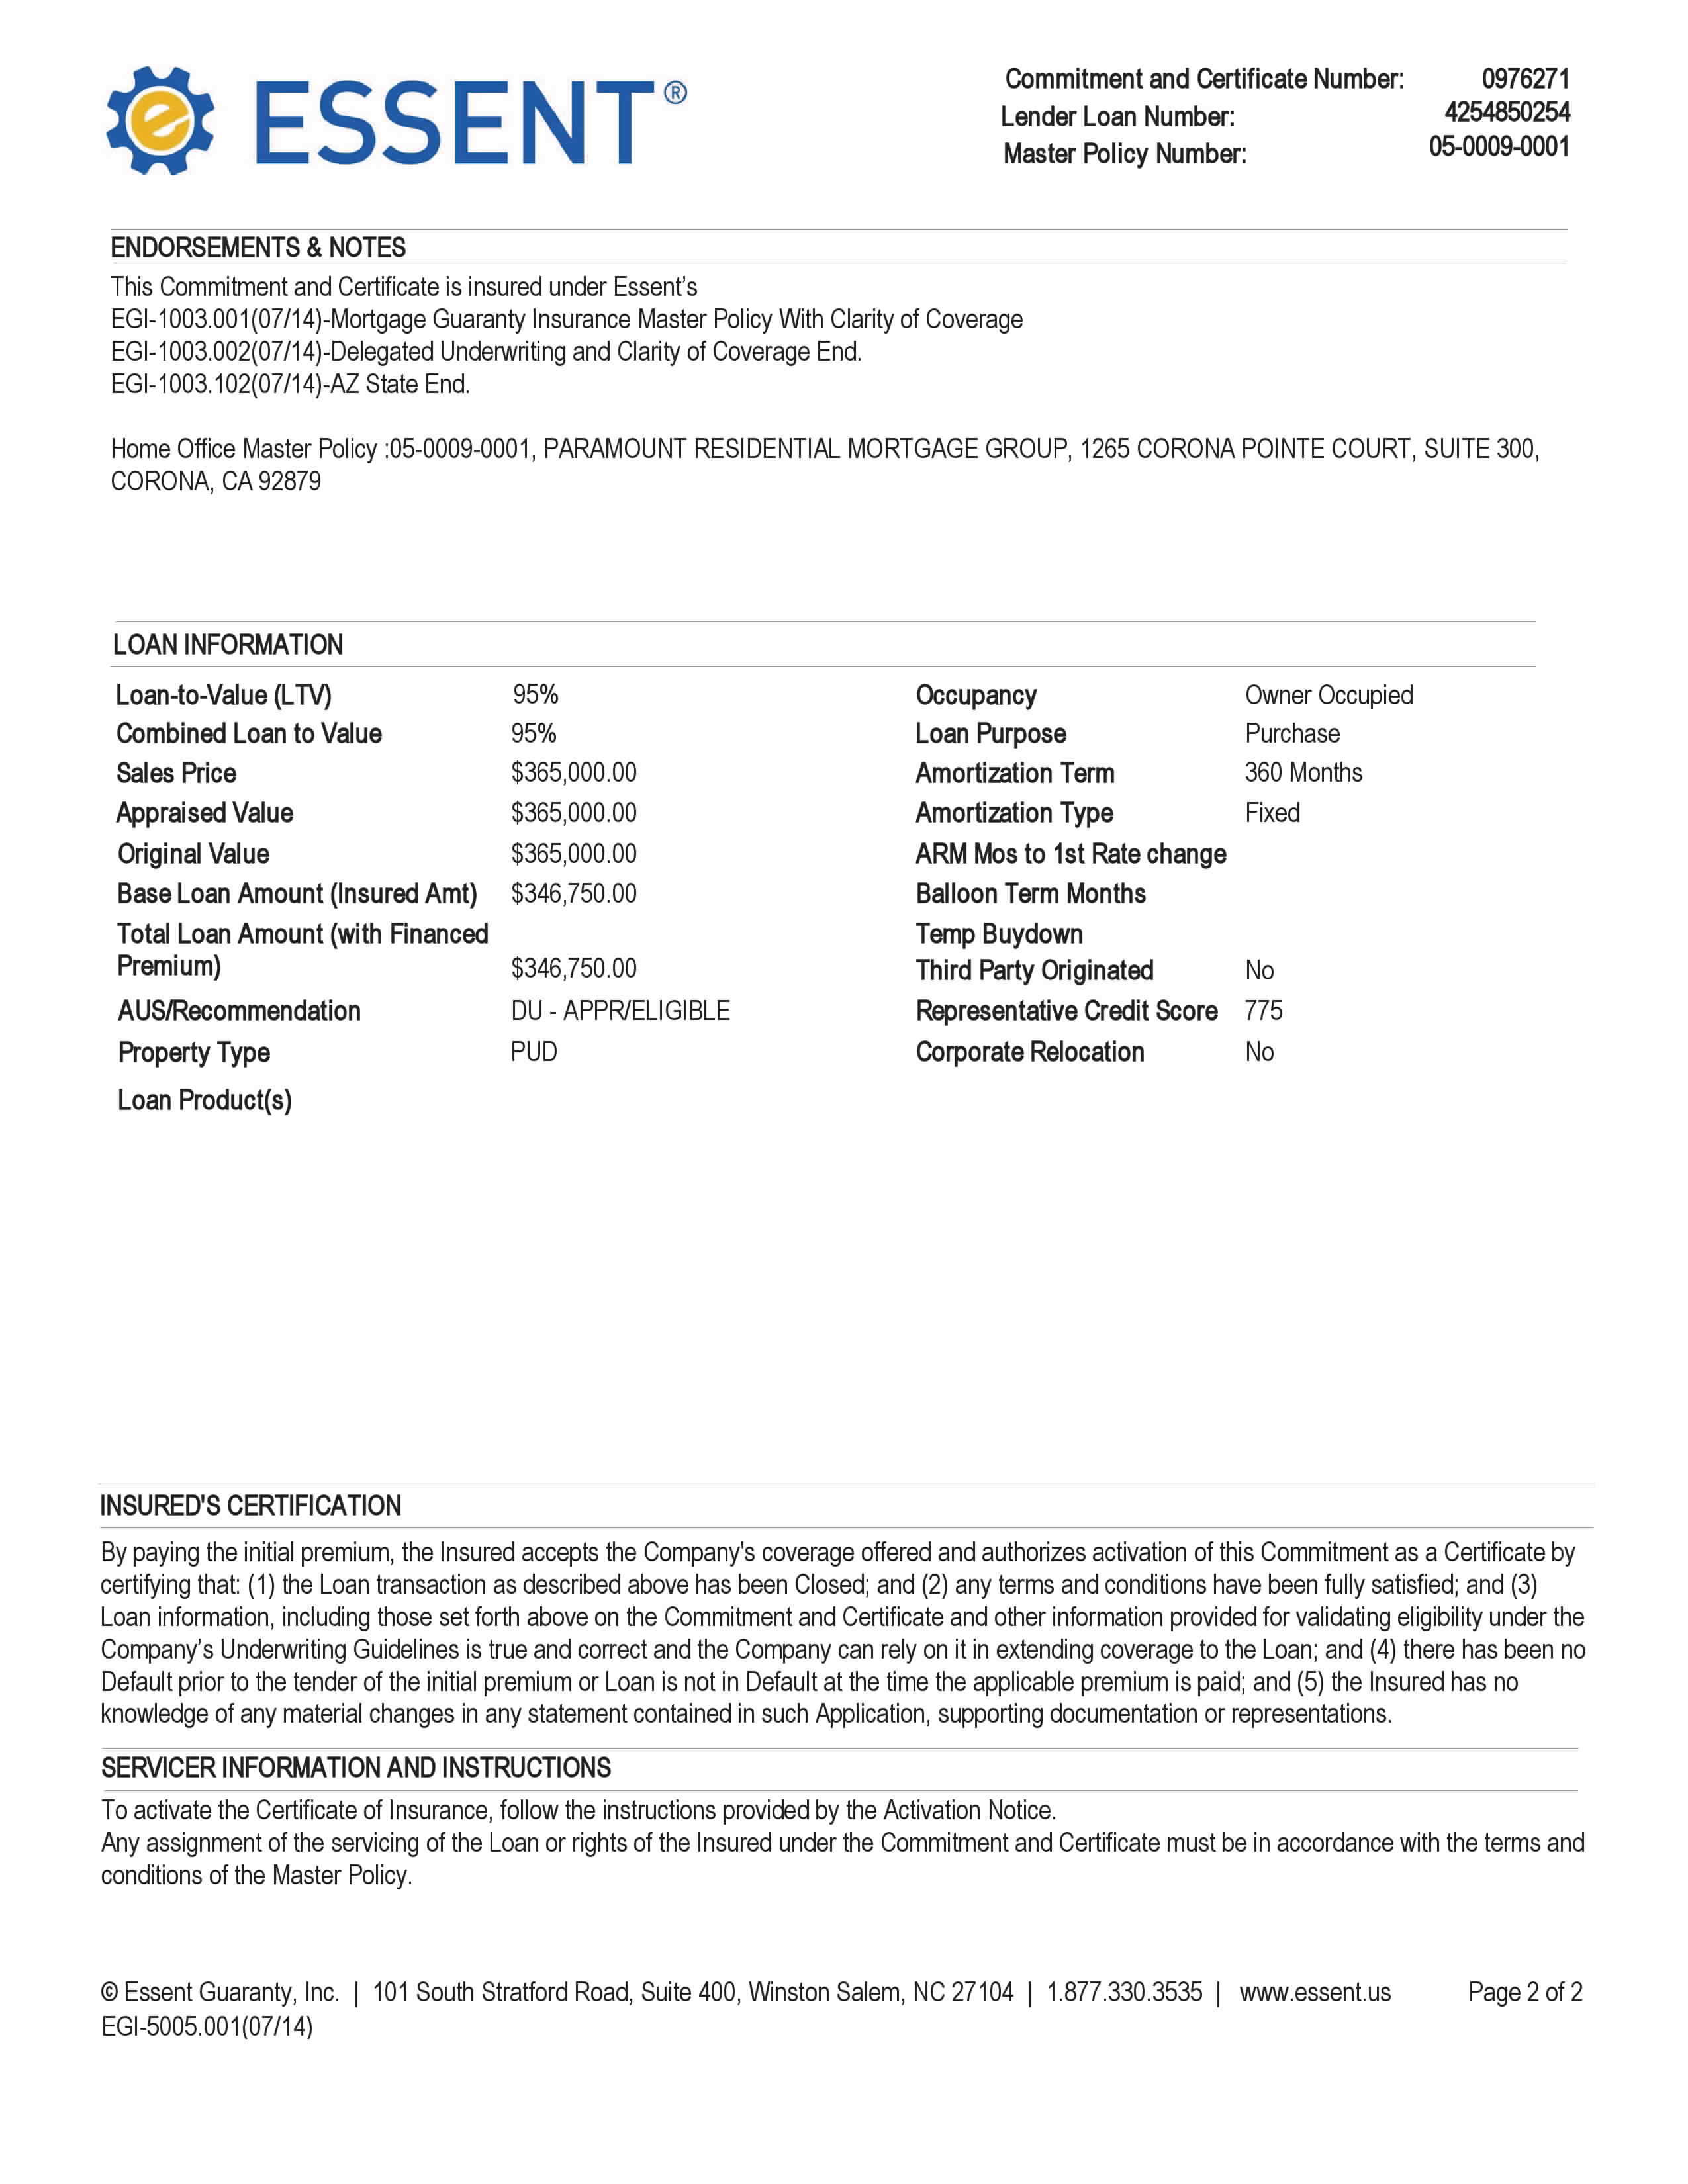 ESSENT®
Commitment and Certificate Number: 0976271
Lender Loan Number: 4254850254
Master Policy Number: 05-0009-0001
ENDORSEMENTS & NOTES
This Commitment and Certificate is insured under Essent’s
EGI-1003.001(07/14)-Mortgage Guaranty Insurance Master Policy With Clarity of Coverage
EGI-1003.002(07/14)-Delegated Underwriting and Clarity of Coverage End.
EGI-1003.102(07/14)-AZ State End.
Home Office Master Policy :05-0009-0001, PARAMOUNT RESIDENTIAL MORTGAGE GROUP, 1265 CORONA POINTE COURT, SUITE 300,
CORONA, CA 92879
LOAN INFORMATION
Loan-to-Value (LTV) 95% Occupancy Owner Occupied
Combined Loan to Value 95% Loan Purpose Purchase
Sales Price $365,000.00 Amortization Term 360 Months
Appraised Value $365,000.00 Amortization Type Fixed
Original Value $365,000.00 ARM Mos to 1st Rate change
Base Loan Amount (Insured Amt) $346,750.00 Balloon Term Months
Total Loan Amount (with Financed Temp Buydown
Premium) $346,750.00 Third Party Originated No
AUS/Recommendation DU - APPR/ELIGIBLE Representative Credit Score 775
Property Type PUD Corporate Relocation No
Loan Product(s)
INSURED'S CERTIFICATION
By paying the initial premium, the Insured accepts the Company's coverage offered and authorizes activation of this Commitment as a Certificate by
certifying that: (1) the Loan transaction as described above has been Closed; and (2) any terms and conditions have been fully satisfied; and (3)
Loan information, including those set forth above on the Commitment and Certificate and other information provided for validating eligibility under the
Company’s Underwriting Guidelines is true and correct and the Company can rely on it in extending coverage to the Loan; and (4) there has been no
Default prior to the tender of the initial premium or Loan is not in Default at the time the applicable premium is paid; and (5) the Insured has no
knowledge of any material changes in any statement contained in such Application, supporting documentation or representations.
SERVICER INFORMATION AND INSTRUCTIONS
To activate the Certificate of Insurance, follow the instructions provided by the Activation Notice.
Any assignment of the servicing of the Loan or rights of the Insured under the Commitment and Certificate must be in accordance with the terms and
conditions of the Master Policy.
© Essent Guaranty, Inc. | 101 South Stratford Road, Suite 400, Winston Salem, NC 27104 | 1.877.330.3535 | www.essent.us Page 2 of 2
EGI-5005.001(07/14)